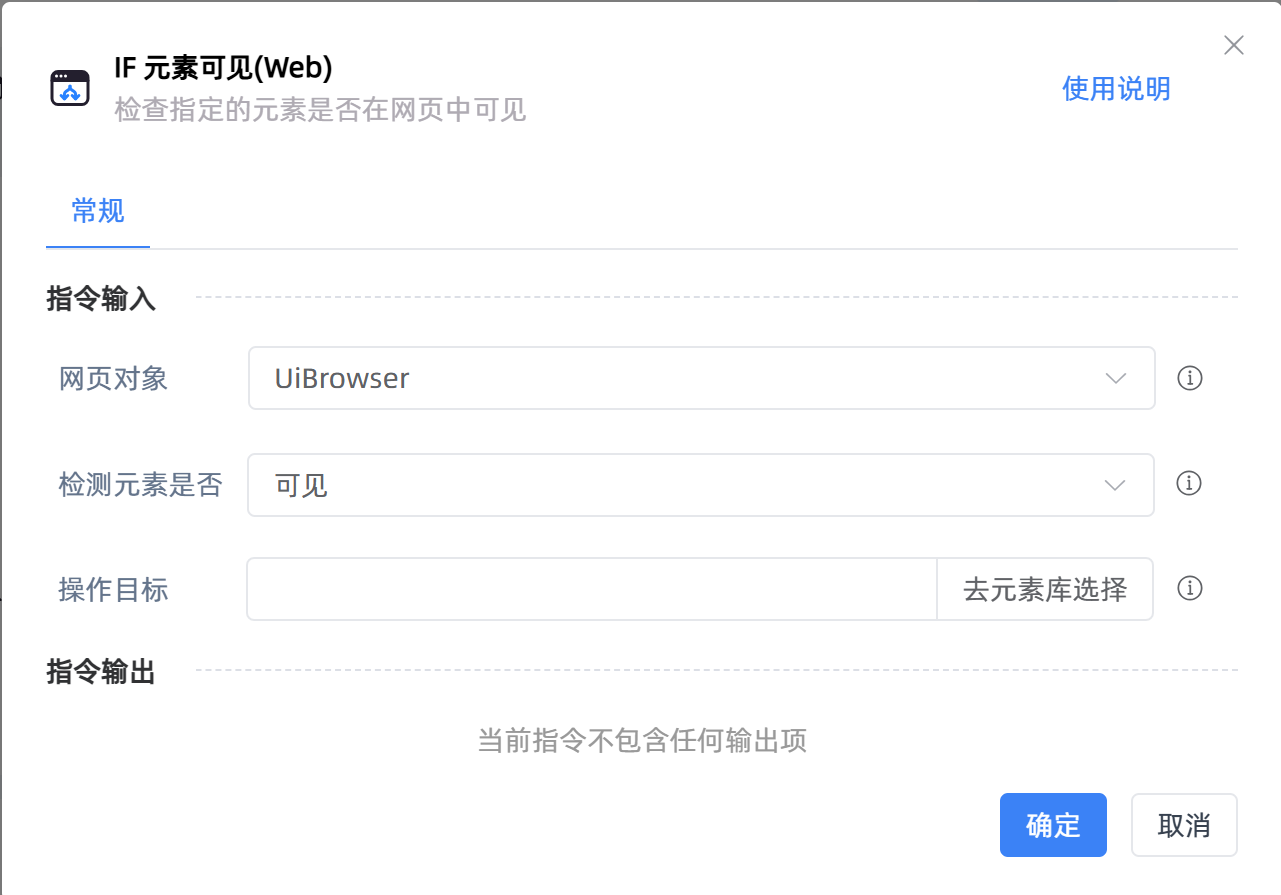 IF 元素可见(Web)
检查指定的元素是否在网页中可见
使用说明
常规
指令输入
网页对象 UiBrowser
检测元素是否 可见
操作目标 去元素库选择
指令输出
当前指令不包含任何输出项
确定 取消